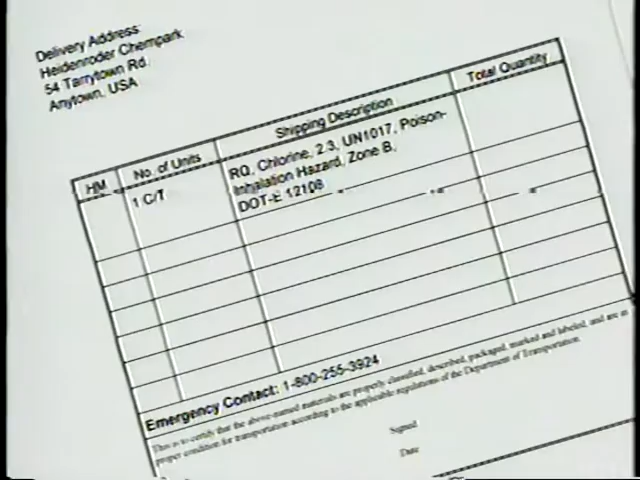 Delivery Address:
Heidenroder Chempark
54 Tarrytown Rd.
Anytown, USA
HM No. of Units Shipping Description Total Quantity
1 C/T RQ, Chlorine, 2.3, UN1017, Poison-
Inhalation Hazard, Zone B,
DOT-E 12108
Emergency Contact: 1-800-255-3924
This is to certify that the above-named materials are properly classified, described, packaged, marked and labeled, and are in
proper condition for transportation according to the applicable regulations of the Department of Transportation.
Signed
Date